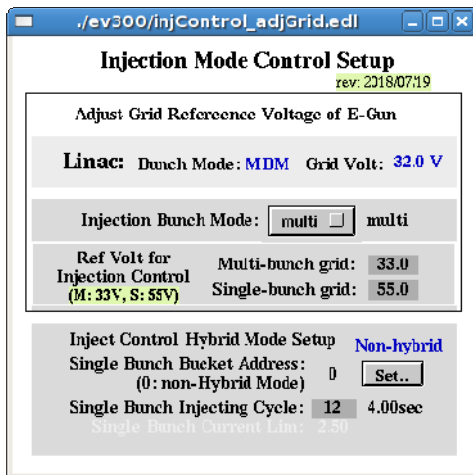 ./ev300/injControl_adjGrid.edl
Injection Mode Control Setup
rev: 2018/07/19
Adjust Grid Refereence Voltage of E-Gun
Linac: Bunch Mode: MDM Grid Volt: 32.0 V
Injection Bunch Mode: multi multi
Ref Volt for
Injection Control
(M: 33V, S: 55V)
Multi-bunch grid: 33.0
Single-bunch grid: 55.0
Inject Control Hybrid Mode Setup Non-hybrid
Single Bunch Bucket Address: 0 Set..
(0: non-Hybrid Mode)
Single Bunch Injecting Cycle: 12 4.00sec
Single Bunch Current Lim: 2.50